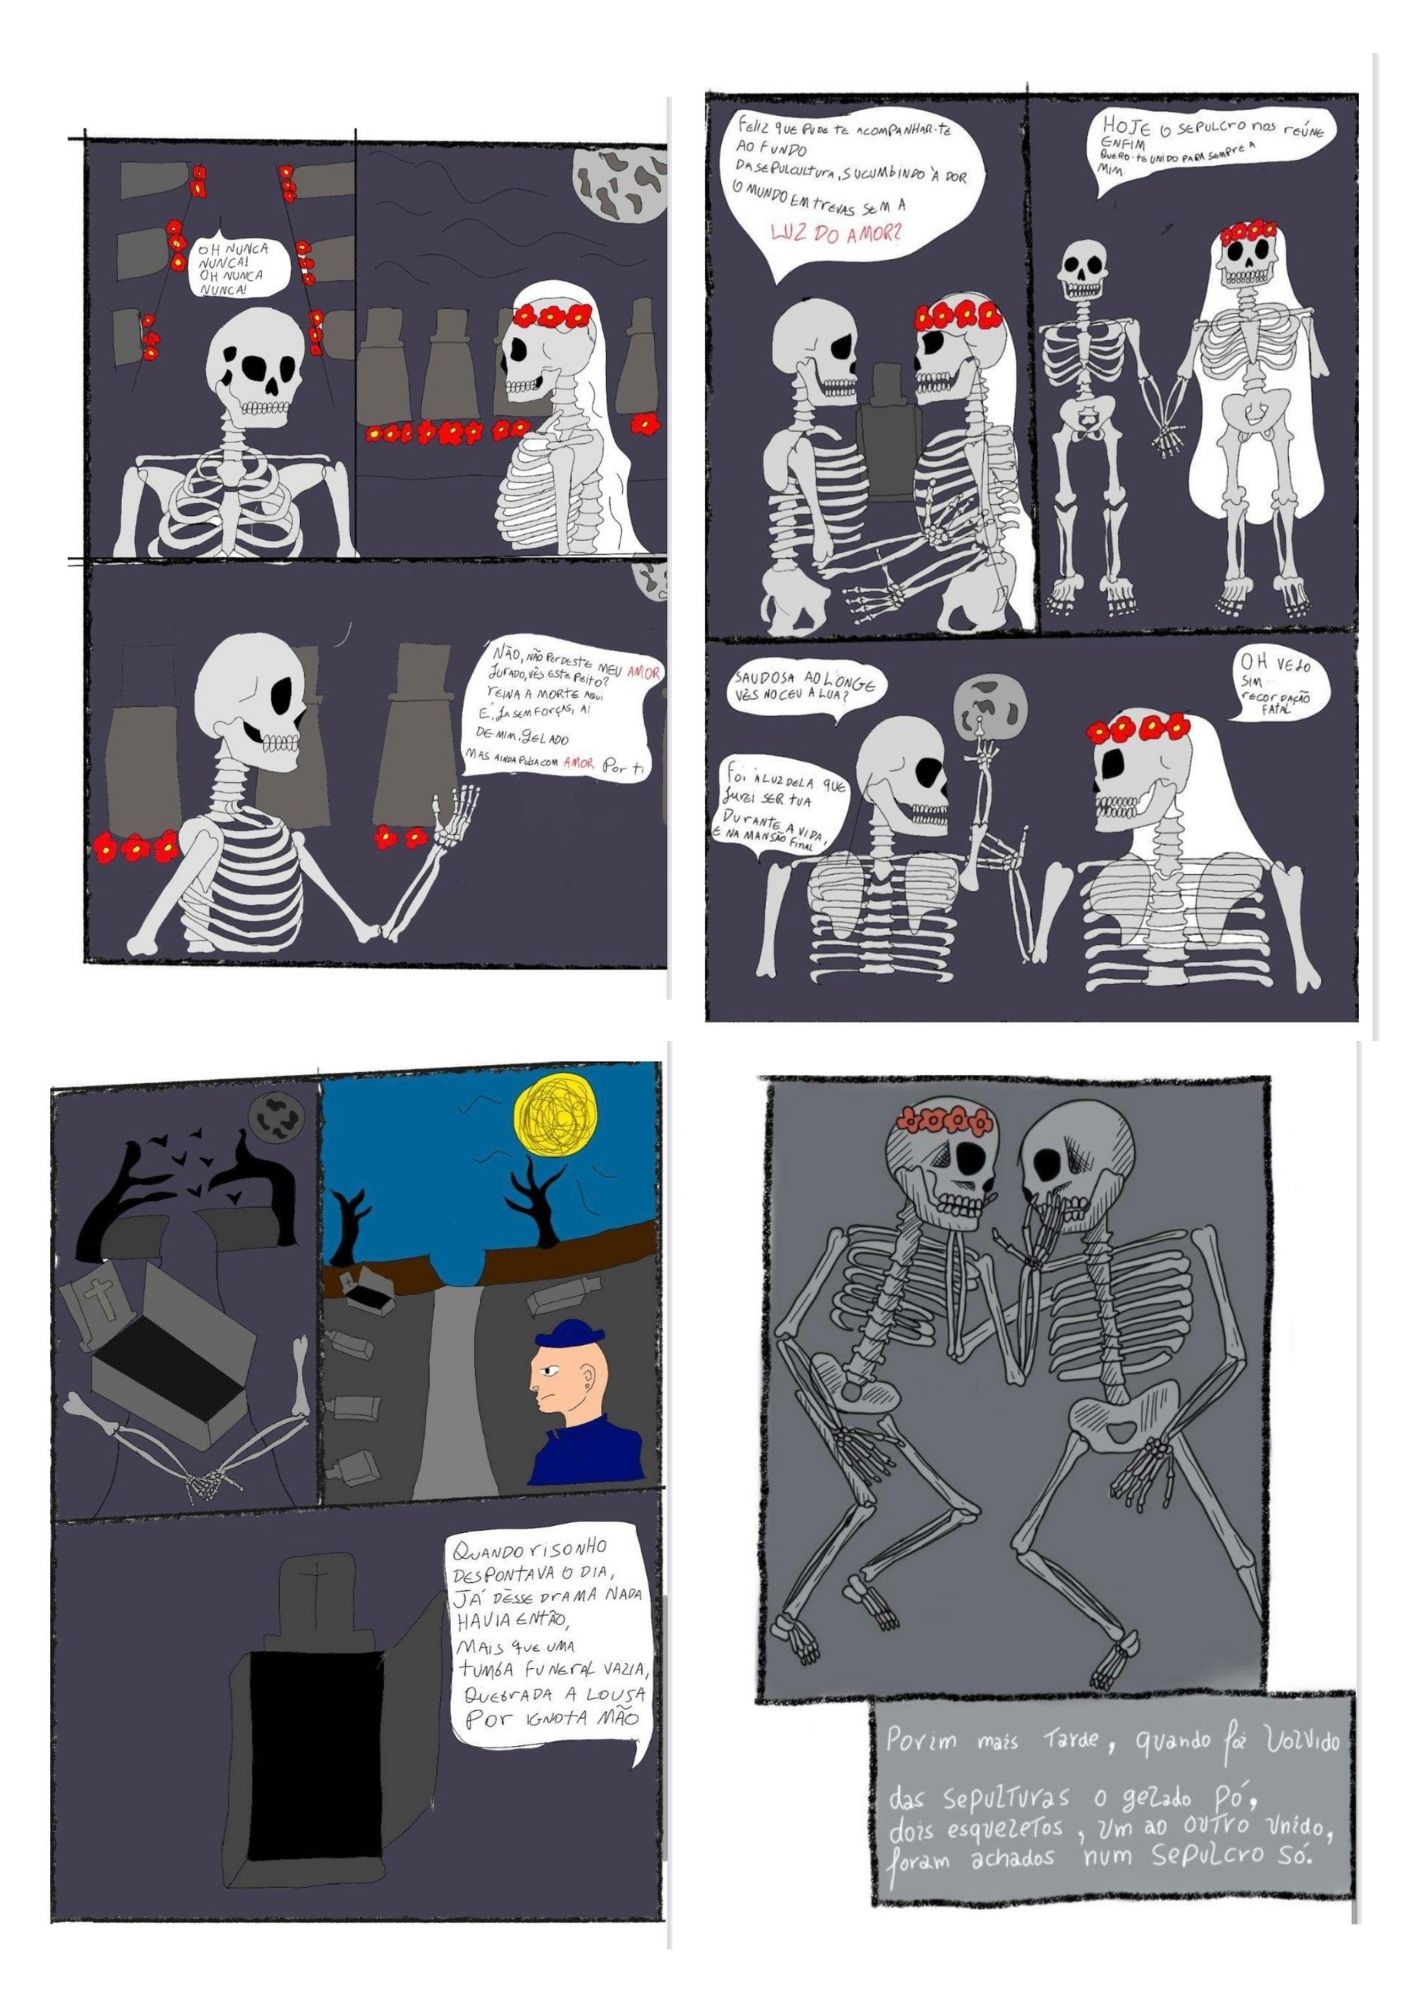 OH NUNCA
NUNCA!
OH NUNCA
NUNCA!
NÃO, NÃO PERDESTE MEU AMOR
JURADO, VÊS ESTE PEITO?
REINA A MORTE AQUI
É, JA SEM FORÇAS, AI
DE MIM, GELADO
MAS AINDA PULSA COM AMOR POR TI
FELIZ QUE PUDE TE ACOMPANHAR-TE
AO FUNDO
DA SEPULCULTURA, SUCUMBINDO À DOR
O MUNDO EM TREVAS SEM A
LUZ DO AMOR?
HOJE O SEPULCRO NOS REÚNE
ENFIM
QUERO-TE UNIDO PARA SEMPRE A
MIM.
SAUDOSA AO LONGE
VÊS NO CEU A LUA?
OH VEJO
SIM...
RECORDAÇÃO
FATAL
FOI À LUZ DELA QUE
JUREI SER TUA
DURANTE A VIDA,
E NA MANSÃO FINAL
QUANDO RISONHO
DESPONTAVA O DIA,
JÁ DÊSSE DRAMA NADA
HAVIA ENTÃO,
MAIS QUE UMA
TUMBA FUNERAL VAZIA,
QUEBRADA A LOUSA
POR IGNOTA MÃO
Porim mais Tarde, quando foi Volvido
das sepulturas o gelado Pó,
dois esqueletos, um ao outro unido,
foram achados num Sepulcro Só.